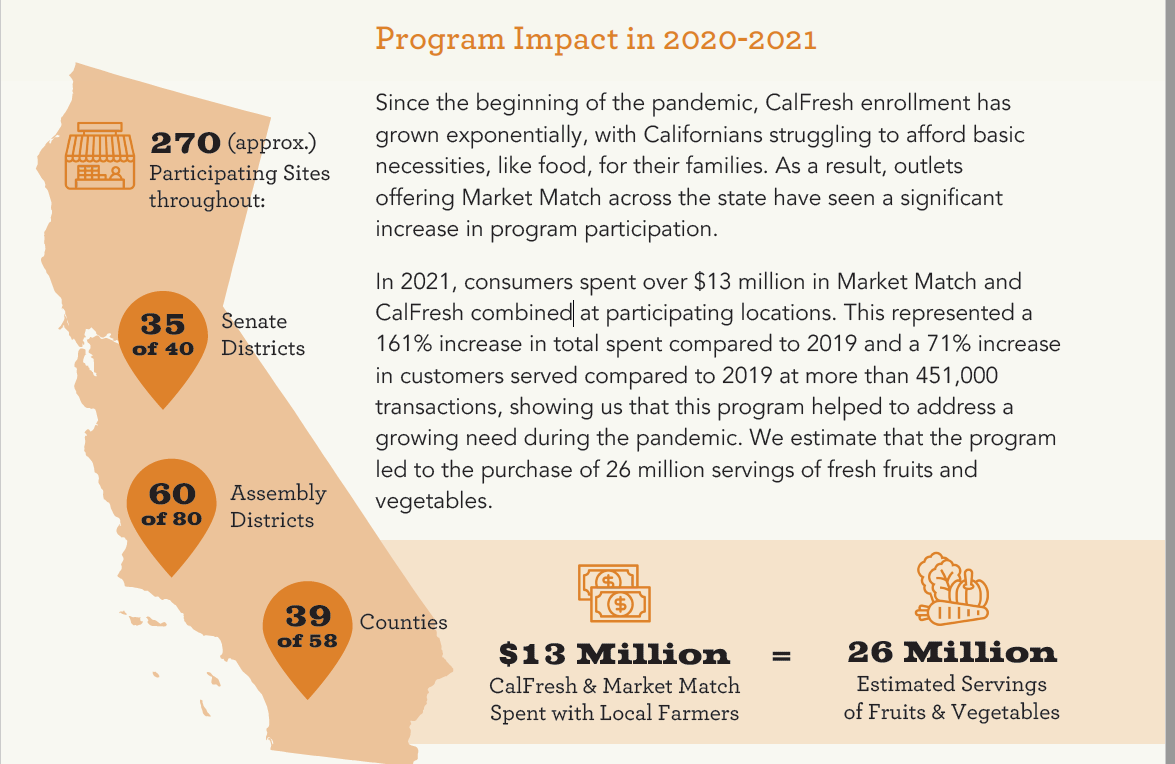 Program Impact in 2020-2021
Since the beginning of the pandemic, CalFresh enrollment has
grown exponentially, with Californians struggling to afford basic
necessities, like food, for their families. As a result, outlets
offering Market Match across the state have seen a significant
increase in program participation.
In 2021, consumers spent over $13 million in Market Match and
CalFresh combined at participating locations. This represented a
161% increase in total spent compared to 2019 and a 71% increase
in customers served compared to 2019 at more than 451,000
transactions, showing us that this program helped to address a
growing need during the pandemic. We estimate that the program
led to the purchase of 26 million servings of fresh fruits and
vegetables.
270 (approx.)
Participating Sites
throughout:
35
of 40
Senate
Districts
60
of 80
Assembly
Districts
39
of 58
Counties
$13 Million
CalFresh & Market Match
Spent with Local Farmers
=
26 Million
Estimated Servings
of Fruits & Vegetables